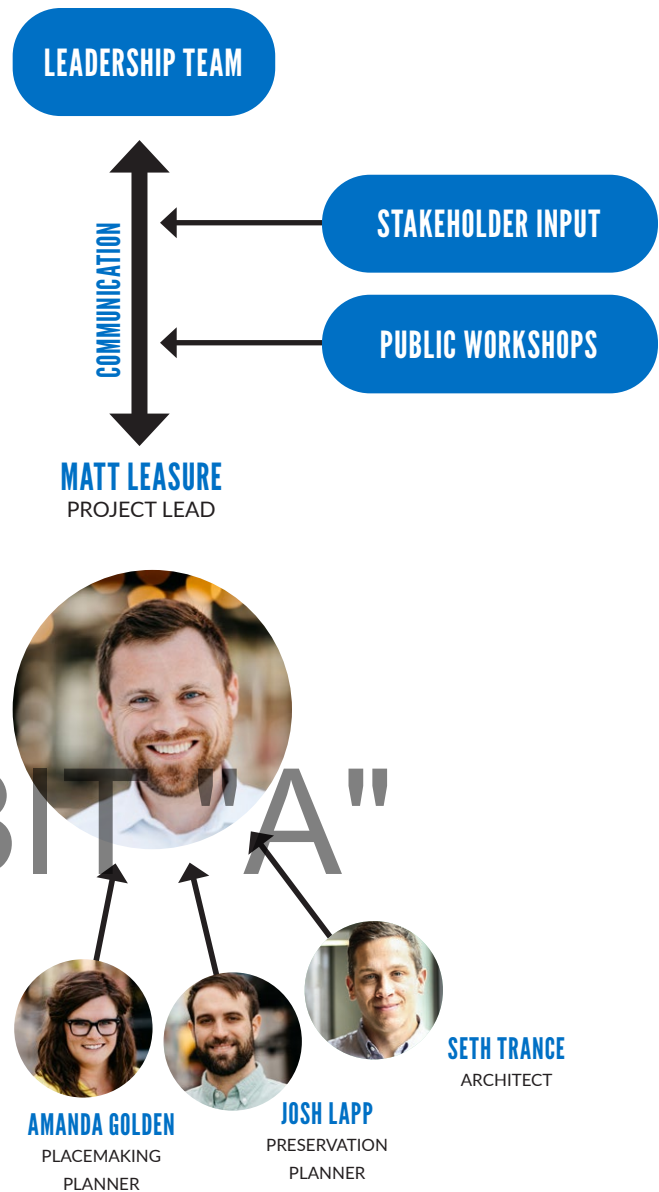 LEADERSHIP TEAM
COMMUNICATION
STAKEHOLDER INPUT
PUBLIC WORKSHOPS
MATT LEASURE
PROJECT LEAD
BIT "A"
SETH TRANCE
ARCHITECT
AMANDA GOLDEN
PLACEMAKING
PLANNER
JOSH LAPP
PRESERVATION
PLANNER